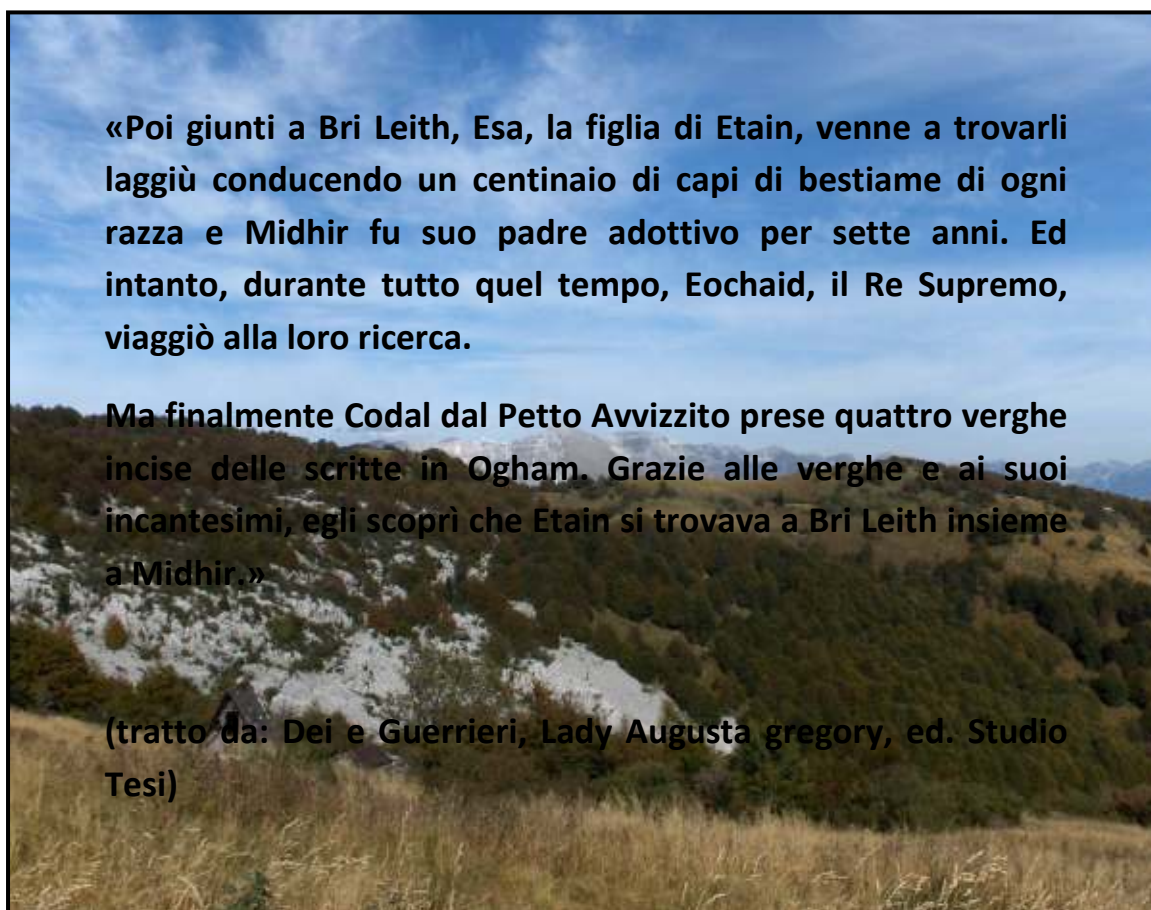 «Poi giunti a Bri Leith, Esa, la figlia di Etain, venne a trovarli
laggiù conducendo un centinaio di capi di bestiame di ogni
razza e Midhir fu suo padre adottivo per sette anni. Ed
intanto, durante tutto quel tempo, Eochaid, il Re Supremo,
viaggiò alla loro ricerca.
Ma finalmente Codal dal Petto Avvizzito prese quattro verghe
incise delle scritte in Ogham. Grazie alle verghe e ai suoi
incantesimi, egli scoprì che Etain si trovava a Bri Leith insieme
a Midhir.»
(tratto da: Dei e Guerrieri, Lady Augusta gregory, ed. Studio
Tesi)